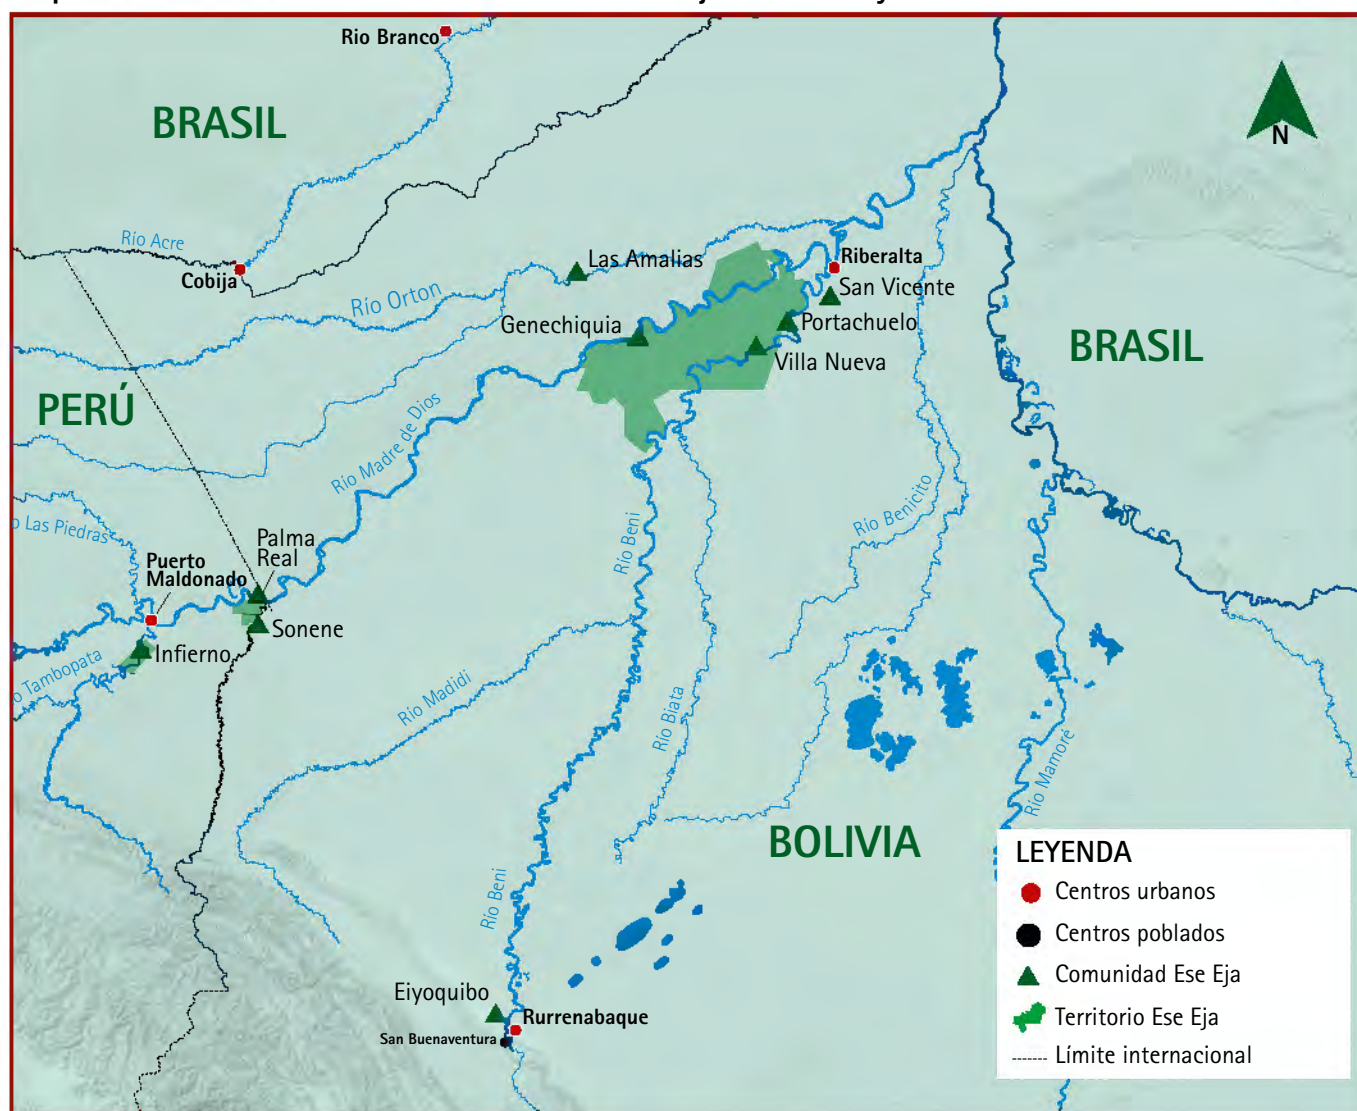 Rio Branco
BRASIL
N
Río Acre
Cobija
Las Amalias
Riberalta
San Vicente
Río Orton
Genechiquia
Portachuelo
Villa Nueva
BRASIL
PERÚ
Río Madre de Dios
Las Piedras
Palma
Real
Puerto
Maldonado
Río Beni
Río Benicito
Sonene
Infierno
Tambopata
Río Madidi
Río Biata
Río Mamoré
BOLIVIA
Río Beni
Eiyoquibo
Rurrenabaque
San Buenaventura
LEYENDA
Centros urbanos
Centros poblados
Comunidad Ese Eja
Territorio Ese Eja
Límite internacional